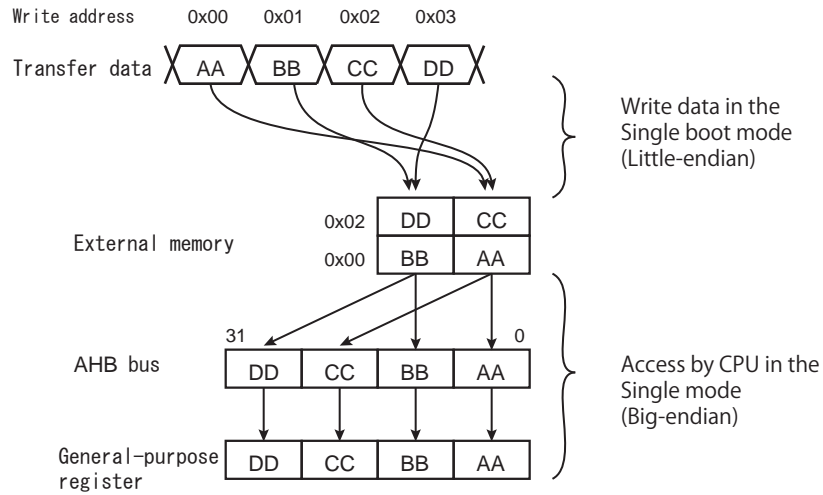 Write address 0x00 0x01 0x02 0x03
Transfer data AA BB CC DD
Write data in the
Single boot mode
(Little-endian)
0x02 DD CC
External memory
0x00 BB AA
31 0
AHB bus DD CC BB AA
Access by CPU in the
Single mode
(Big-endian)
General-purpose
register DD CC BB AA